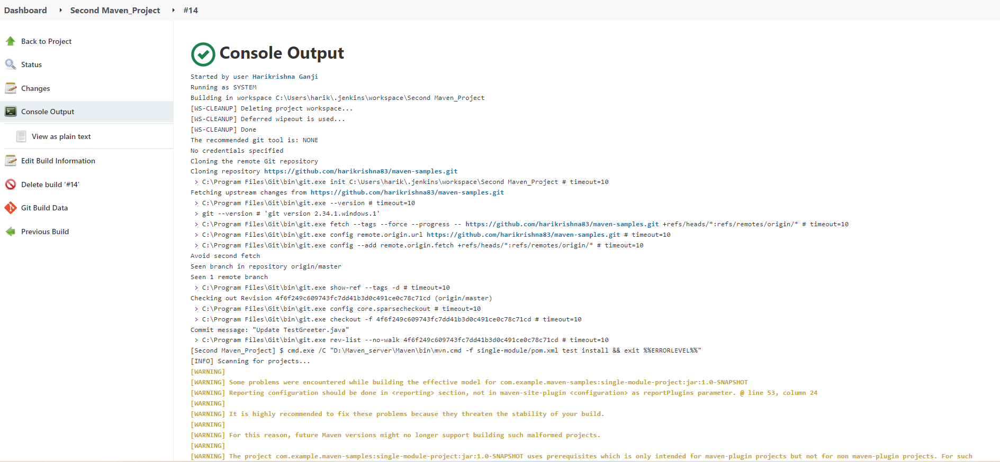 Dashboard Second Maven_Project #14
Back to Project
Status
Changes
Console Output
View as plain text
Edit Build Information
Delete build ‘#14’
Git Build Data
Previous Build
Console Output
Started by user Harikrishna Ganji
Running as SYSTEM
Building in workspace C:\Users\harik\.jenkins\workspace\Second Maven_Project
[WS-CLEANUP] Deleting project workspace...
[WS-CLEANUP] Deferred wipeout is used...
[WS-CLEANUP] Done
The recommended git tool is: NONE
No credentials specified
Cloning the remote Git repository
Cloning repository https://github.com/harikrishna83/maven-samples.git
 > C:\Program Files\Git\bin\git.exe init C:\Users\harik\.jenkins\workspace\Second Maven_Project # timeout=10
Fetching upstream changes from https://github.com/harikrishna83/maven-samples.git
 > C:\Program Files\Git\bin\git.exe --version # timeout=10
 > git --version # 'git version 2.34.1.windows.1'
 > C:\Program Files\Git\bin\git.exe fetch --tags --force --progress -- https://github.com/harikrishna83/maven-samples.git +refs/heads/*:refs/remotes/origin/* # timeout=10
 > C:\Program Files\Git\bin\git.exe config remote.origin.url https://github.com/harikrishna83/maven-samples.git # timeout=10
 > C:\Program Files\Git\bin\git.exe config --add remote.origin.fetch +refs/heads/*:refs/remotes/origin/* # timeout=10
Avoid second fetch
Seen branch in repository origin/master
Seen 1 remote branch
 > C:\Program Files\Git\bin\git.exe show-ref --tags -d # timeout=10
Checking out Revision 4f6f249c609743fc7dd41b3d0c491ce0c78c71cd (origin/master)
 > C:\Program Files\Git\bin\git.exe config core.sparsecheckout # timeout=10
 > C:\Program Files\Git\bin\git.exe checkout -f 4f6f249c609743fc7dd41b3d0c491ce0c78c71cd # timeout=10
Commit message: "Update TestGreeter.java"
 > C:\Program Files\Git\bin\git.exe rev-list --no-walk 4f6f249c609743fc7dd41b3d0c491ce0c78c71cd # timeout=10
[Second Maven_Project] $ cmd.exe /C "D:\Maven_server\Maven\bin\mvn.cmd -f single-module/pom.xml test install && exit %%ERRORLEVEL%%"
[INFO] Scanning for projects...
[WARNING]
[WARNING] Some problems were encountered while building the effective model for com.example.maven-samples:single-module-project:jar:1.0-SNAPSHOT
[WARNING] Reporting configuration should be done in <reporting> section, not in maven-site-plugin <configuration> as reportPlugins parameter. @ line 53, column 24
[WARNING]
[WARNING] It is highly recommended to fix these problems because they threaten the stability of your build.
[WARNING]
[WARNING] For this reason, future Maven versions might no longer support building such malformed projects.
[WARNING]
[WARNING] The project com.example.maven-samples:single-module-project:jar:1.0-SNAPSHOT uses prerequisites which is only intended for maven-plugin projects but not for non maven-plugin projects. For such